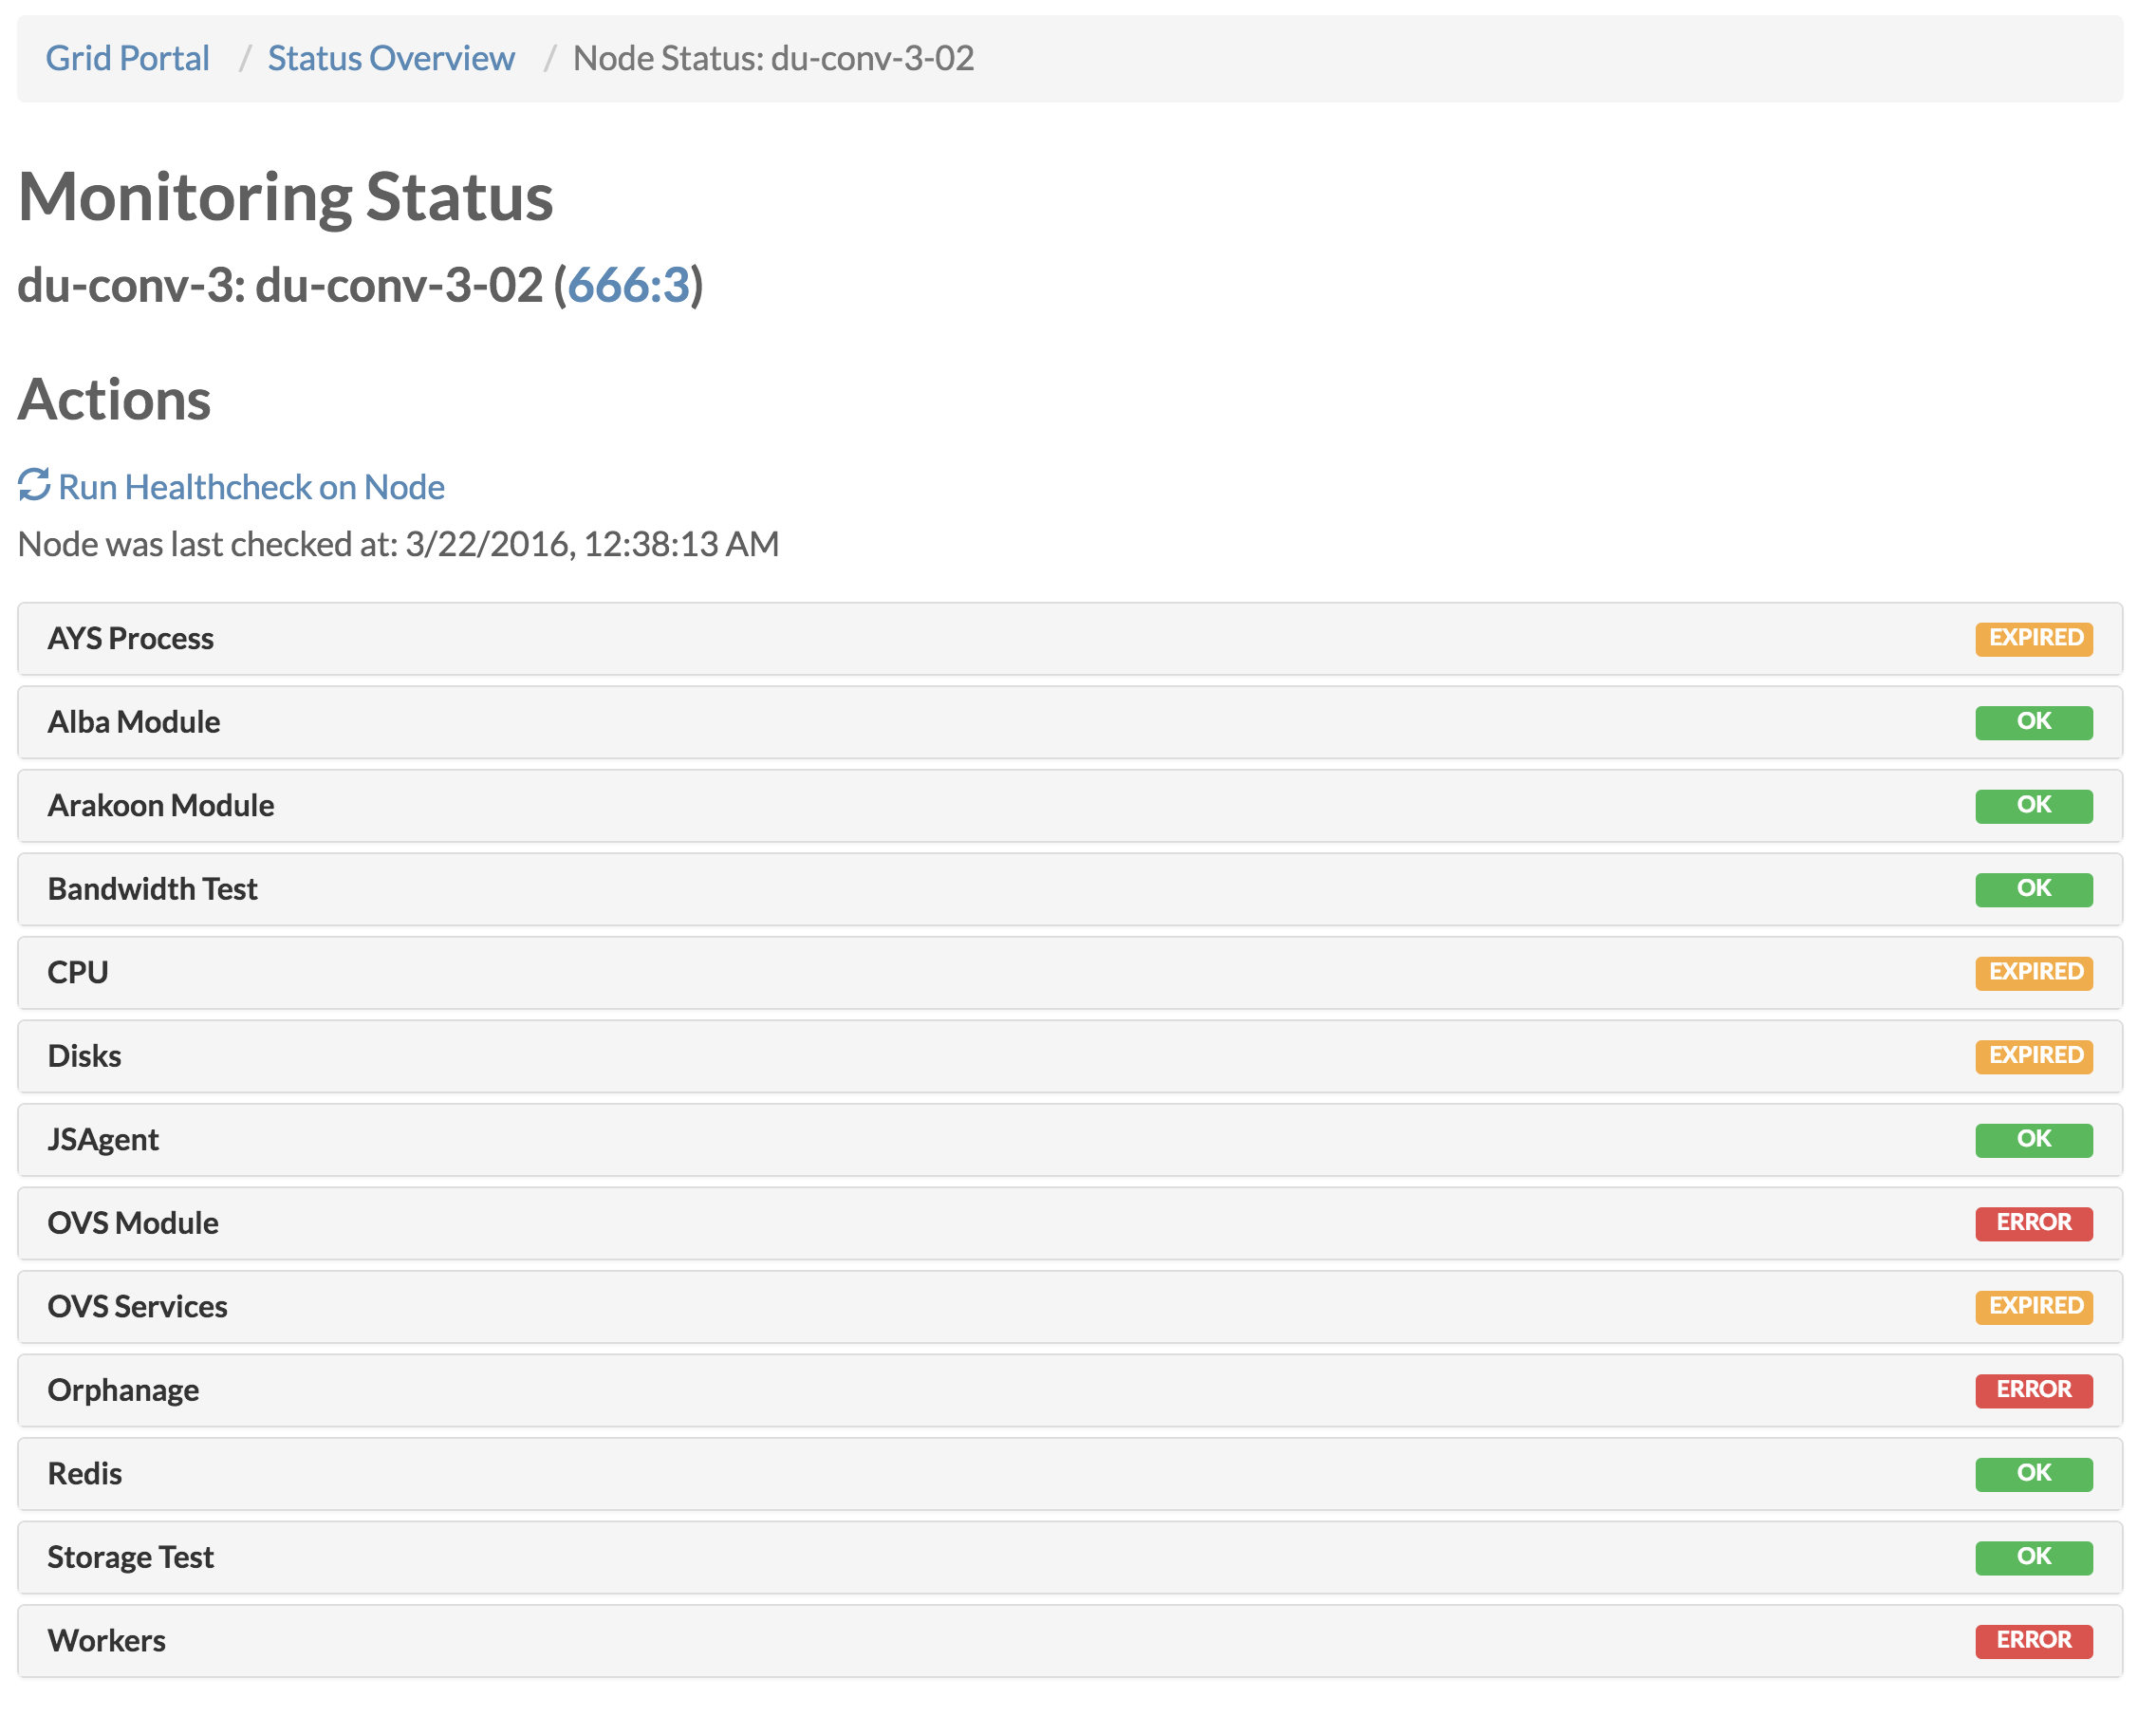 Grid Portal / Status Overview / Node Status: du-conv-3-02
Monitoring Status
du-conv-3: du-conv-3-02 (666:3)
Actions
Run Healthcheck on Node
Node was last checked at: 3/22/2016, 12:38:13 AM
AYS Process EXPIRED
Alba Module OK
Arakoon Module OK
Bandwidth Test OK
CPU EXPIRED
Disks EXPIRED
JSAgent OK
OVS Module ERROR
OVS Services EXPIRED
Orphanage ERROR
Redis OK
Storage Test OK
Workers ERROR